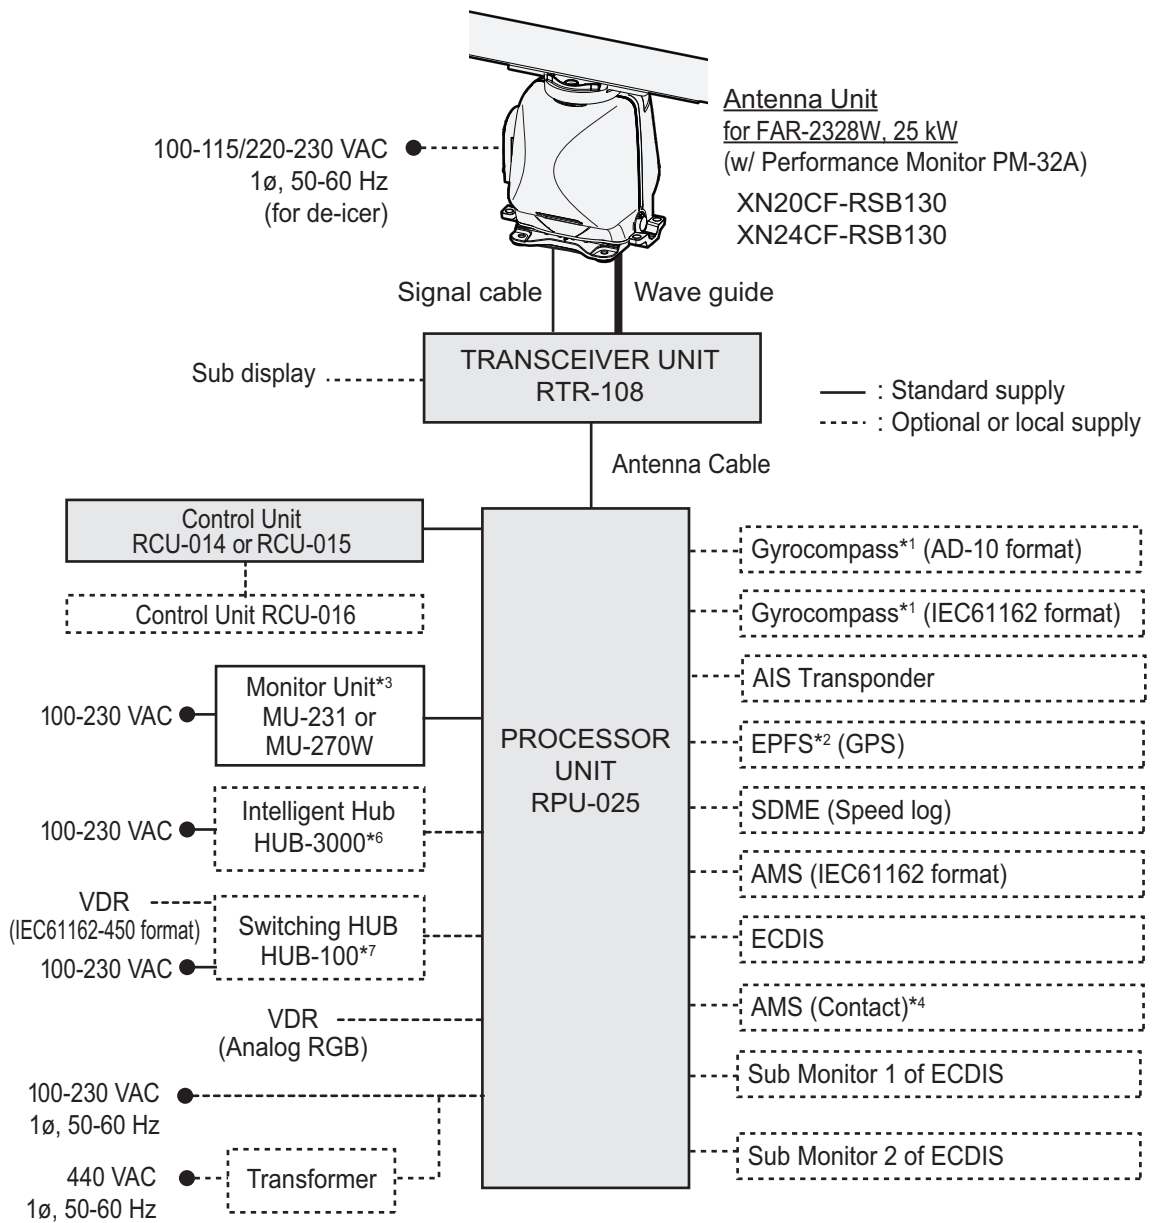 Antenna Unit
for FAR-2328W, 25 kW
(w/ Performance Monitor PM-32A)
XN20CF-RSB130
XN24CF-RSB130
100-115/220-230 VAC
1ø, 50-60 Hz
(for de-icer)
Signal cable
Wave guide
Sub display
TRANSCEIVER UNIT
RTR-108
: Standard supply
: Optional or local supply
Antenna Cable
Control Unit
RCU-014 or RCU-015
Control Unit RCU-016
Monitor Unit*3
MU-231 or
MU-270W
100-230 VAC
Intelligent Hub
HUB-3000*6
100-230 VAC
VDR
(IEC61162-450 format)
Switching HUB
HUB-100*7
100-230 VAC
VDR
(Analog RGB)
100-230 VAC
1ø, 50-60 Hz
440 VAC
1ø, 50-60 Hz
Transformer
PROCESSOR
UNIT
RPU-025
Gyrocompass*1 (AD-10 format)
Gyrocompass*1 (IEC61162 format)
AIS Transponder
EPFS*2 (GPS)
SDME (Speed log)
AMS (IEC61162 format)
ECDIS
AMS (Contact)*4
Sub Monitor 1 of ECDIS
Sub Monitor 2 of ECDIS